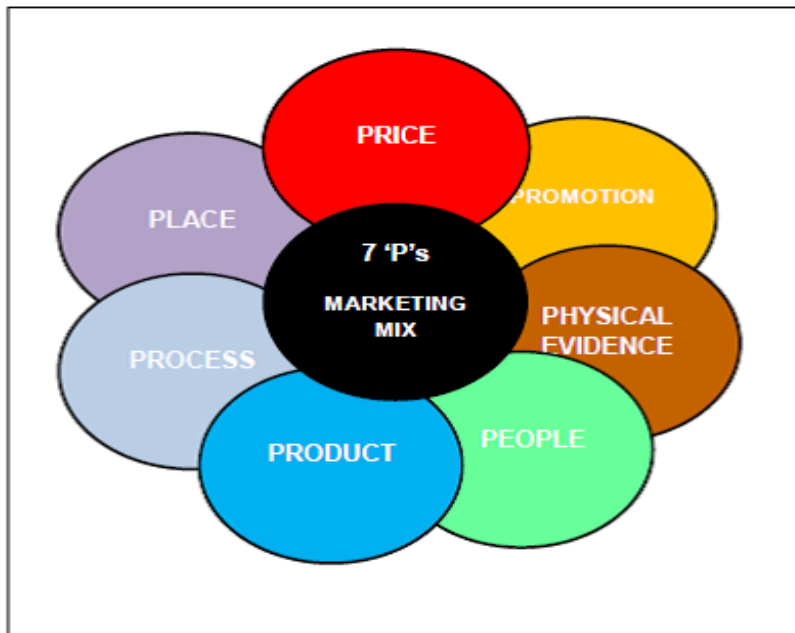 PRICE
PROMOTION
PLACE
7 ‘P’s
MARKETING
MIX
PHYSICAL
EVIDENCE
PROCESS
PEOPLE
PRODUCT